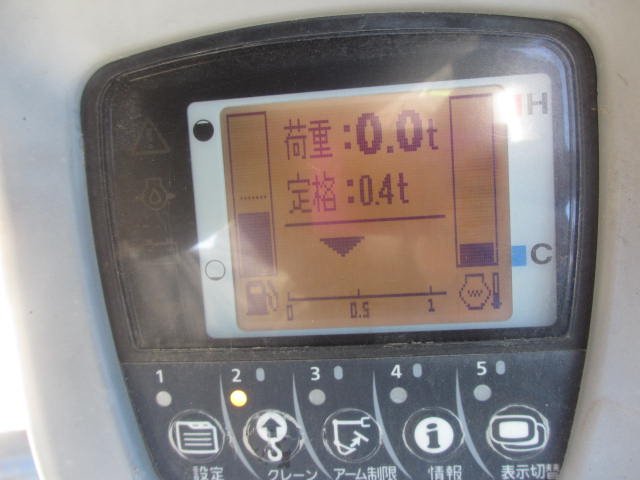 荷重:0.0t
H
定格:0.4t
C
0 0.5 1
1 2 3 4 5
設定 クレーン アーム制限 情報 表示切替